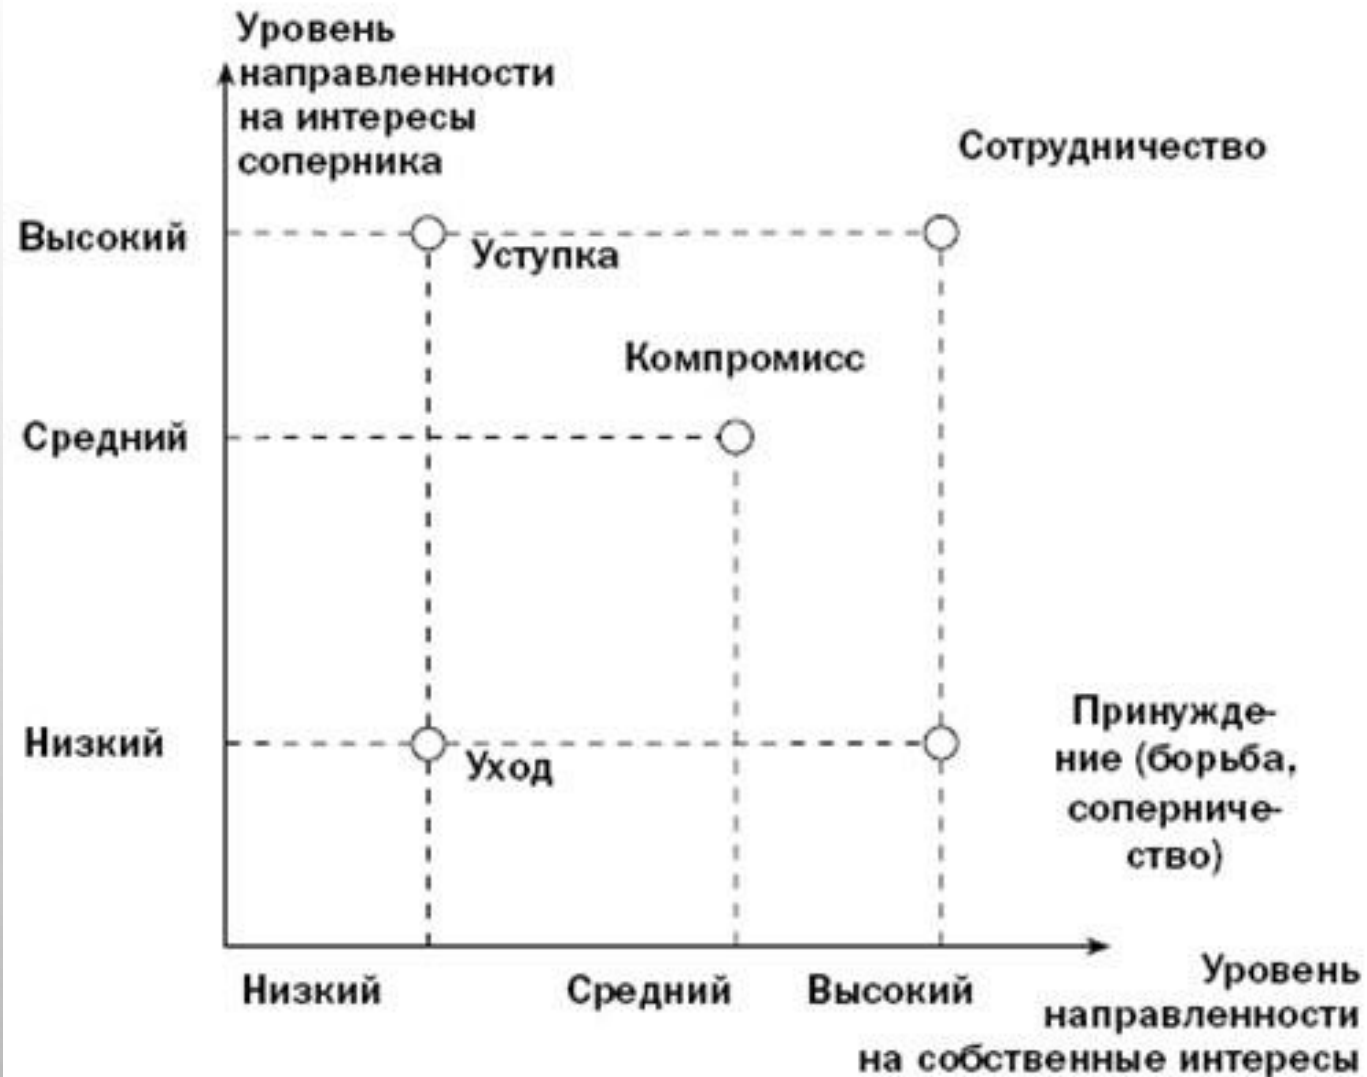 Уровень
направленности
на интересы
соперника
Сотрудничество
Высокий
Уступка
Компромисс
Средний
Низкий
Уход
Принужде-
ние (борьба,
соперниче-
ство)
Низкий
Средний
Высокий
Уровень
направленности
на собственные интересы